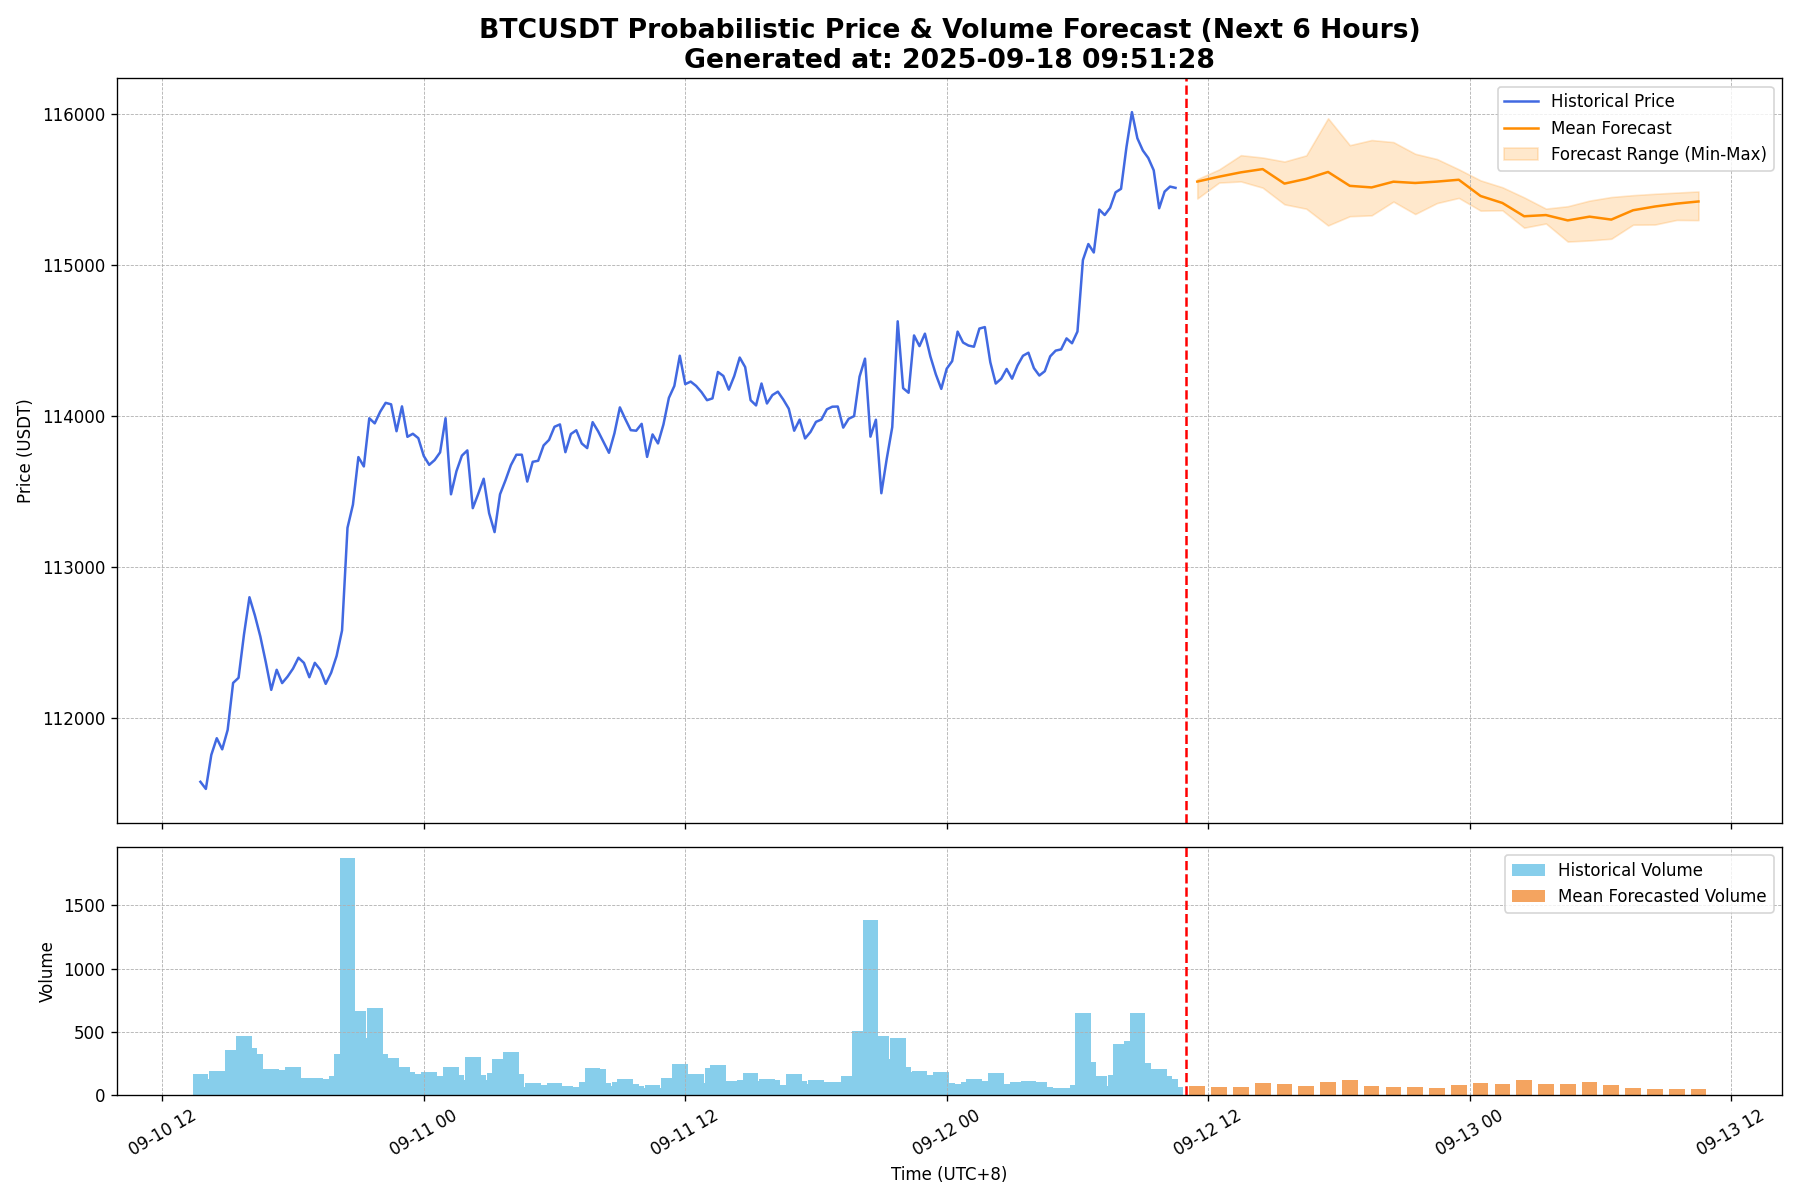 BTCUSDT Probabilistic Price & Volume Forecast (Next 6 Hours)
Generated at: 2025-09-18 09:51:28
Historical Price
Mean Forecast
Forecast Range (Min-Max)
116000
115000
114000
113000
112000
Price (USDT)
Historical Volume
Mean Forecasted Volume
1500
1000
500
0
Volume
09-10 12
09-11 00
09-11 12
09-12 00
09-12 12
09-13 00
09-13 12
Time (UTC+8)